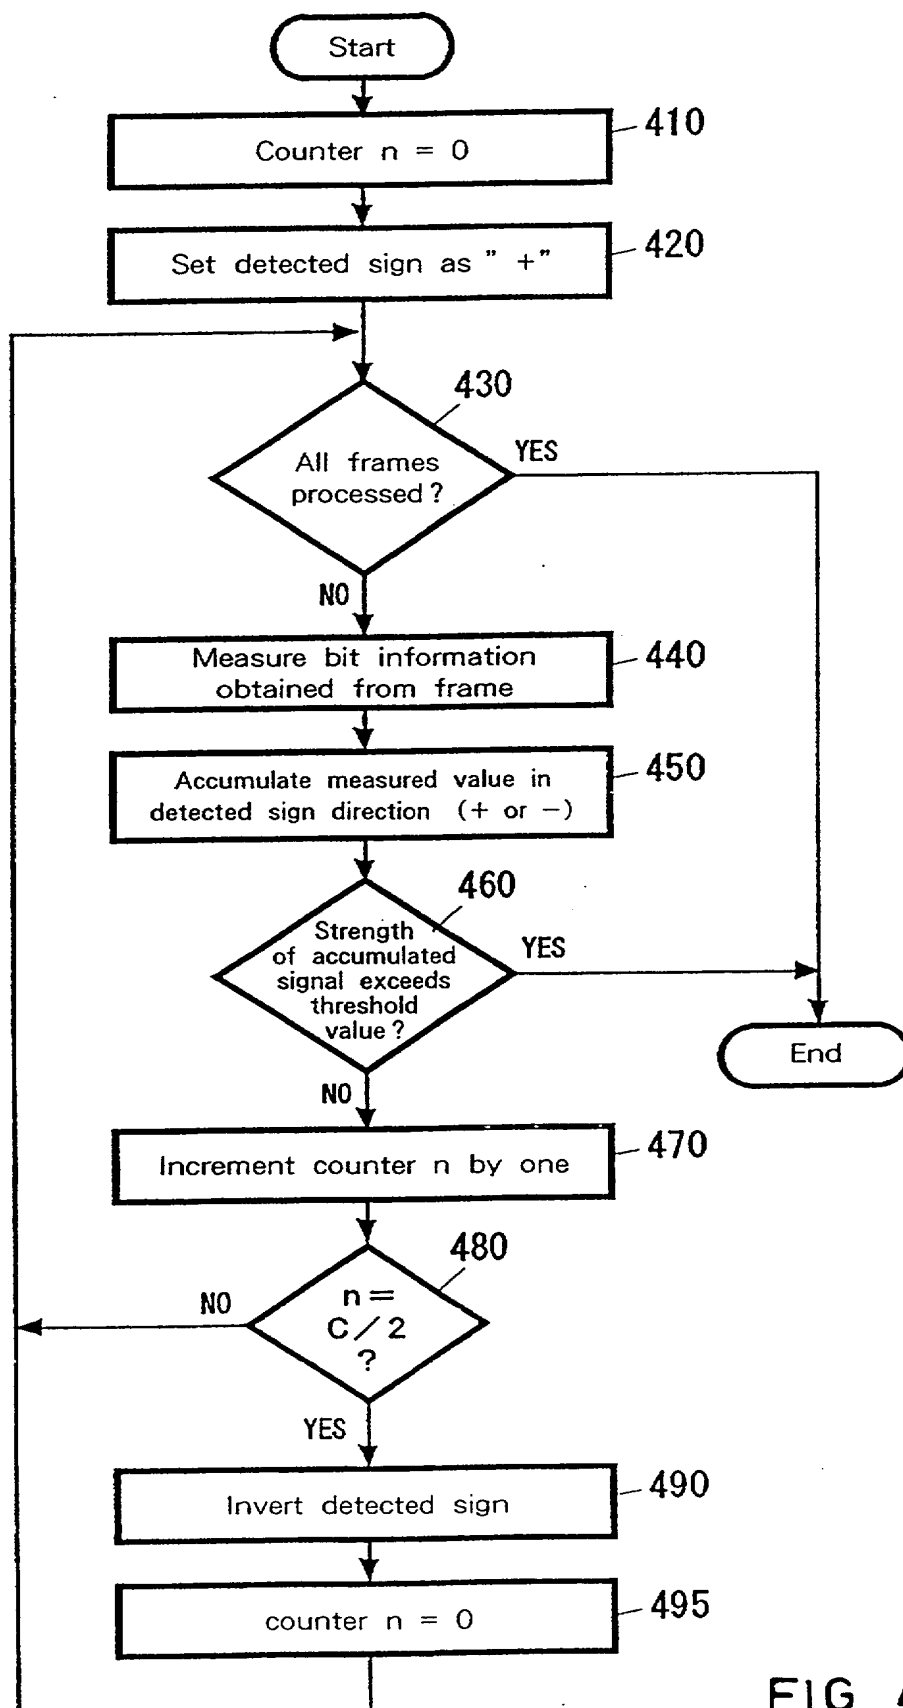 Start
Counter n = 0
410
Set detected sign as " +"
420
430
All frames
processed ?
YES
NO
Measure bit information
obtained from frame
440
Accumulate measured value in
detected sign direction (+ or −)
450
460
Strength
of accumulated
signal exceeds
threshold
value ?
YES
End
NO
Increment counter n by one
470
480
n =
C / 2
?
NO
YES
Invert detected sign
490
counter n = 0
495
FIG